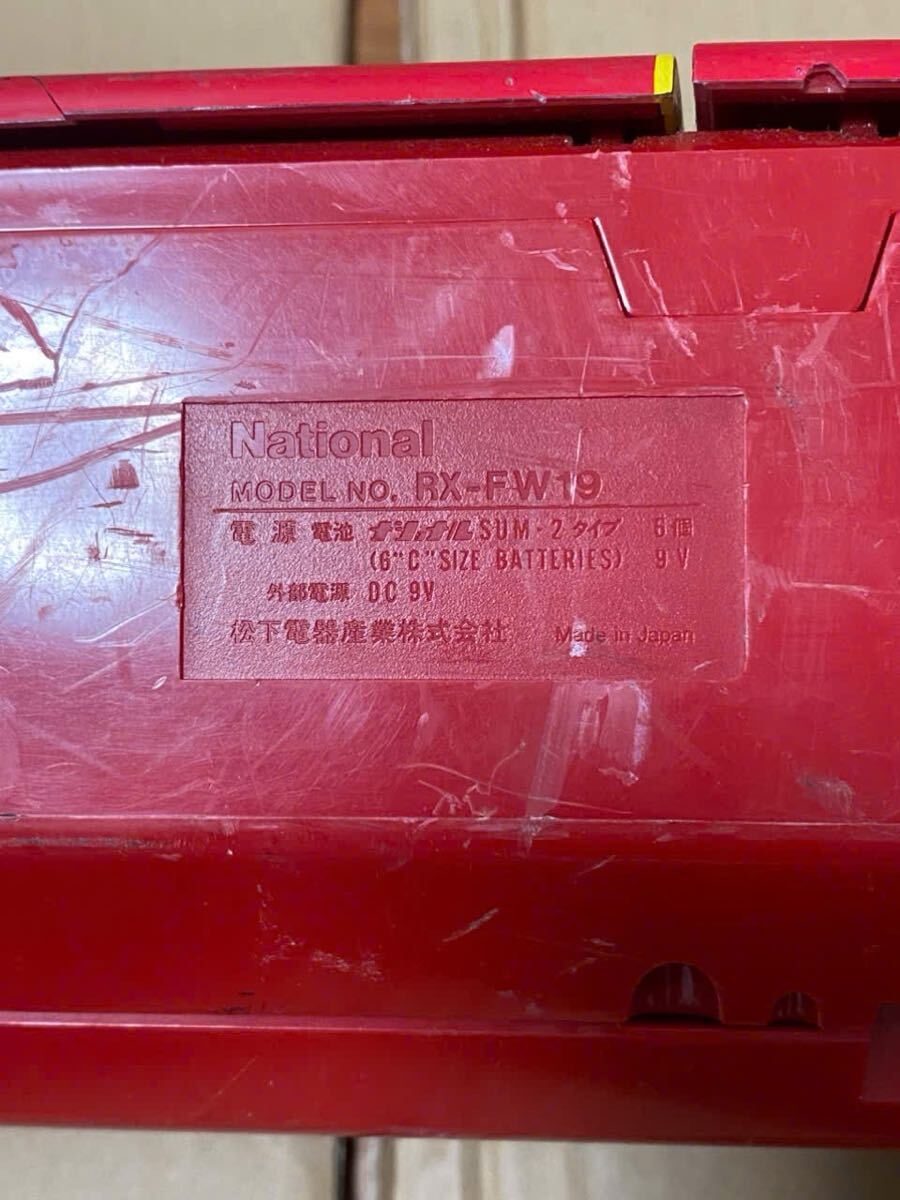 National
MODEL NO. RX-FW19
電源 電池 ナショナル SUM-2タイプ 6個
(6"C"SIZE BATTERIES) 9V
外部電源 DC 9V
松下電器産業株式会社 Made in Japan